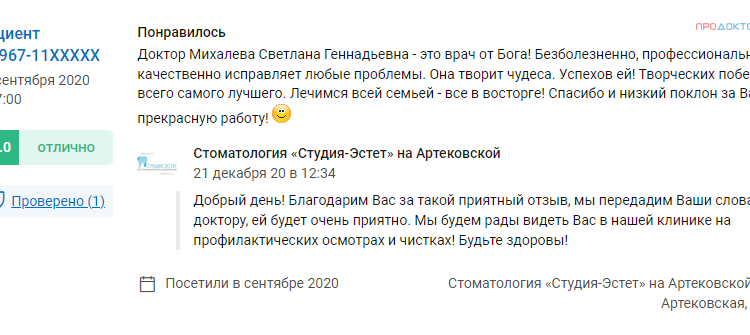 циент
967-11XXXXX
сентября 2020
7:00
.0 ОТЛИЧНО
Проверено (1)
ПРОДОКТО
Понравилось
Доктор Михалева Светлана Геннадьевна - это врач от Бога! Безболезненно, профессиональн
качественно исправляет любые проблемы. Она творит чудеса. Успехов ей! Творческих побе
всего самого лучшего. Лечимся всей семьей - все в восторге! Спасибо и низкий поклон за Ва
прекрасную работу!
Стоматология «Студия-Эстет» на Артековской
21 декабря 20 в 12:34
Добрый день! Благодарим Вас за такой приятный отзыв, мы передадим Ваши слова
доктору, ей будет очень приятно. Мы будем рады видеть Вас в нашей клинике на
профилактических осмотрах и чистках! Будьте здоровы!
Посетили в сентябре 2020
Стоматология «Студия-Эстет» на Артековской
Артековская,